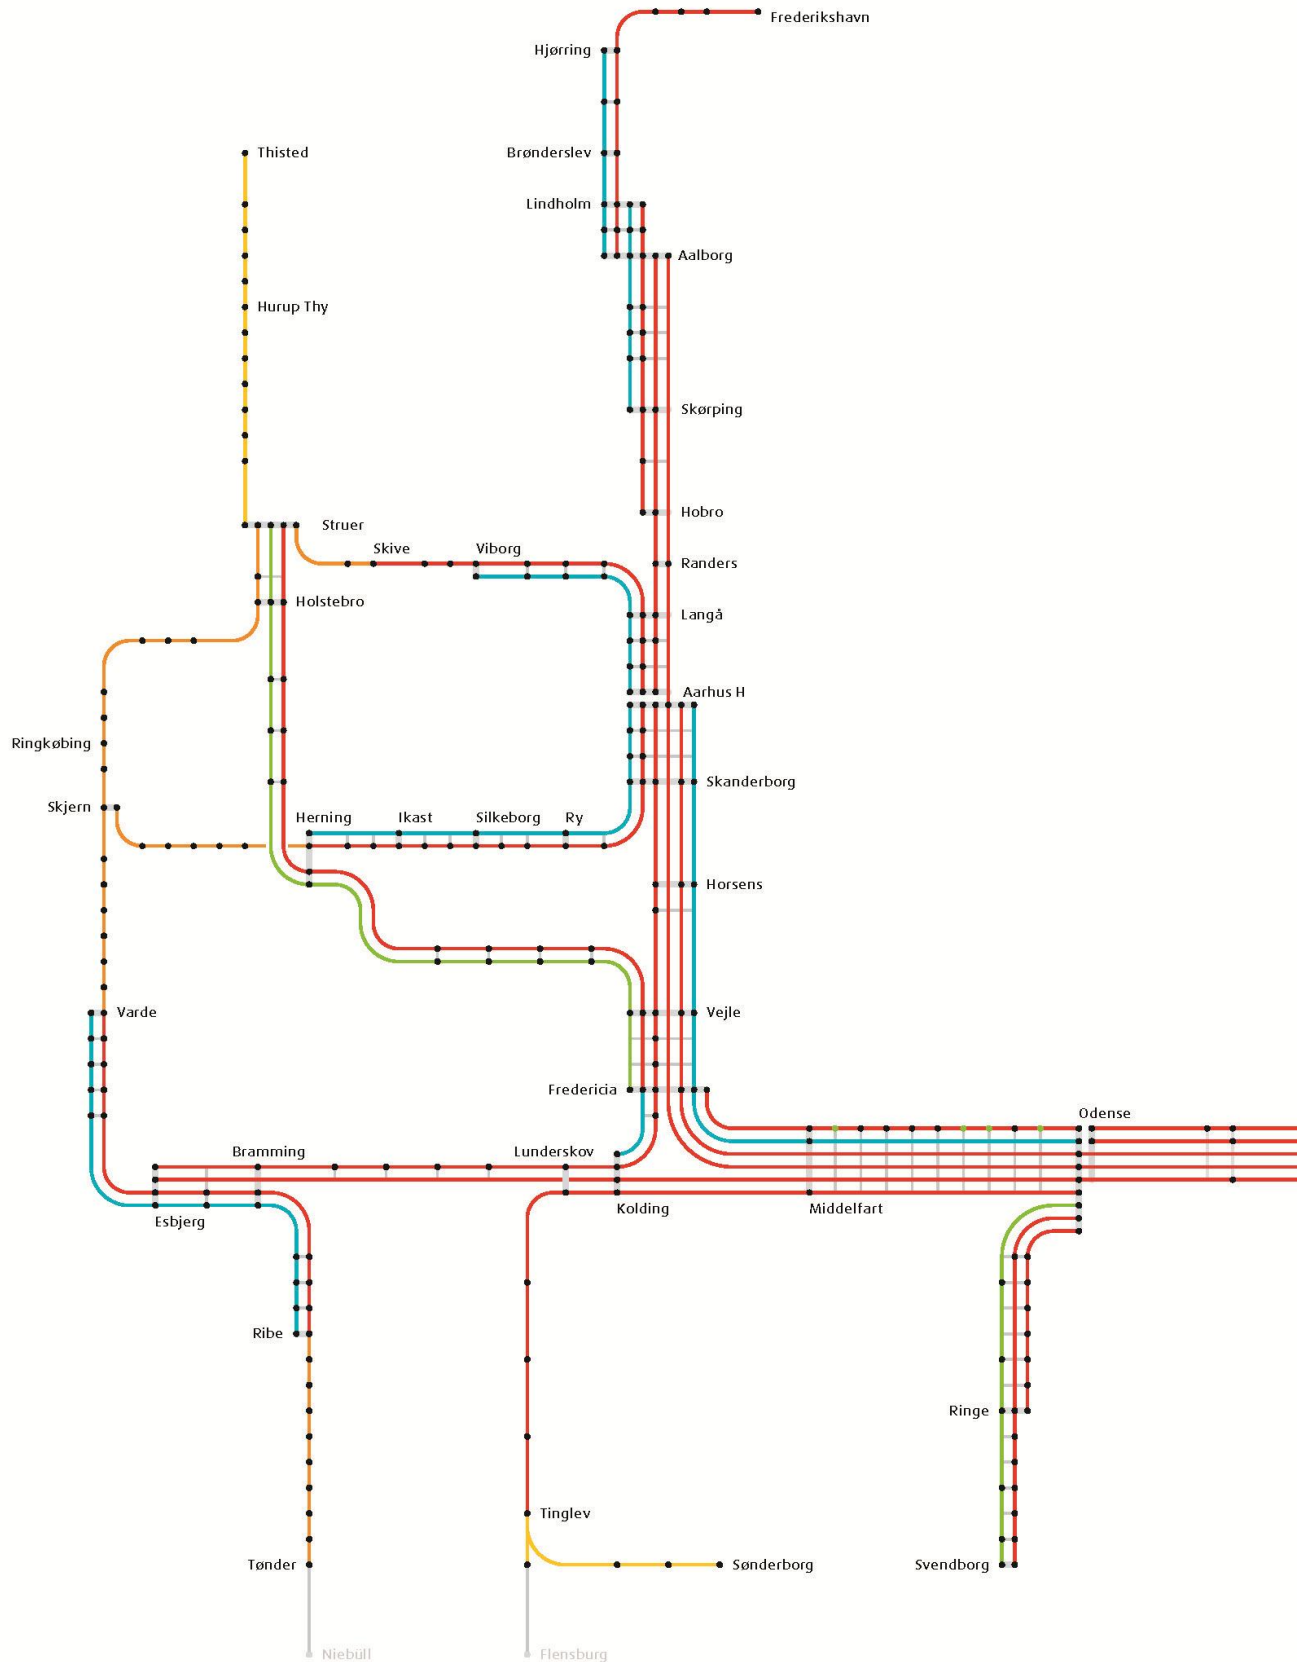 Frederikshavn
Hjørring
Thisted
Brønderslev
Lindholm
Aalborg
Hurup Thy
Skørping
Hobro
Struer
Skive
Viborg
Randers
Holstebro
Langå
Aarhus H
Ringkøbing
Skanderborg
Skjern
Herning
Ikast
Silkeborg
Ry
Horsens
Varde
Vejle
Fredericia
Odense
Bramming
Lunderskov
Esbjerg
Kolding
Middelfart
Ribe
Ringe
Tinglev
Tønder
Sønderborg
Svendborg
Niebüll
Flensburg